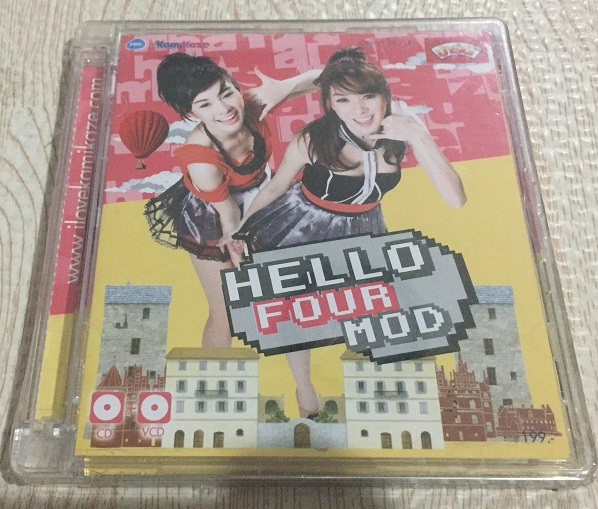 KamiKaze
www.ilovekamikaze.com
HELLO
FOUR
MOD
CD
VCD
199.-